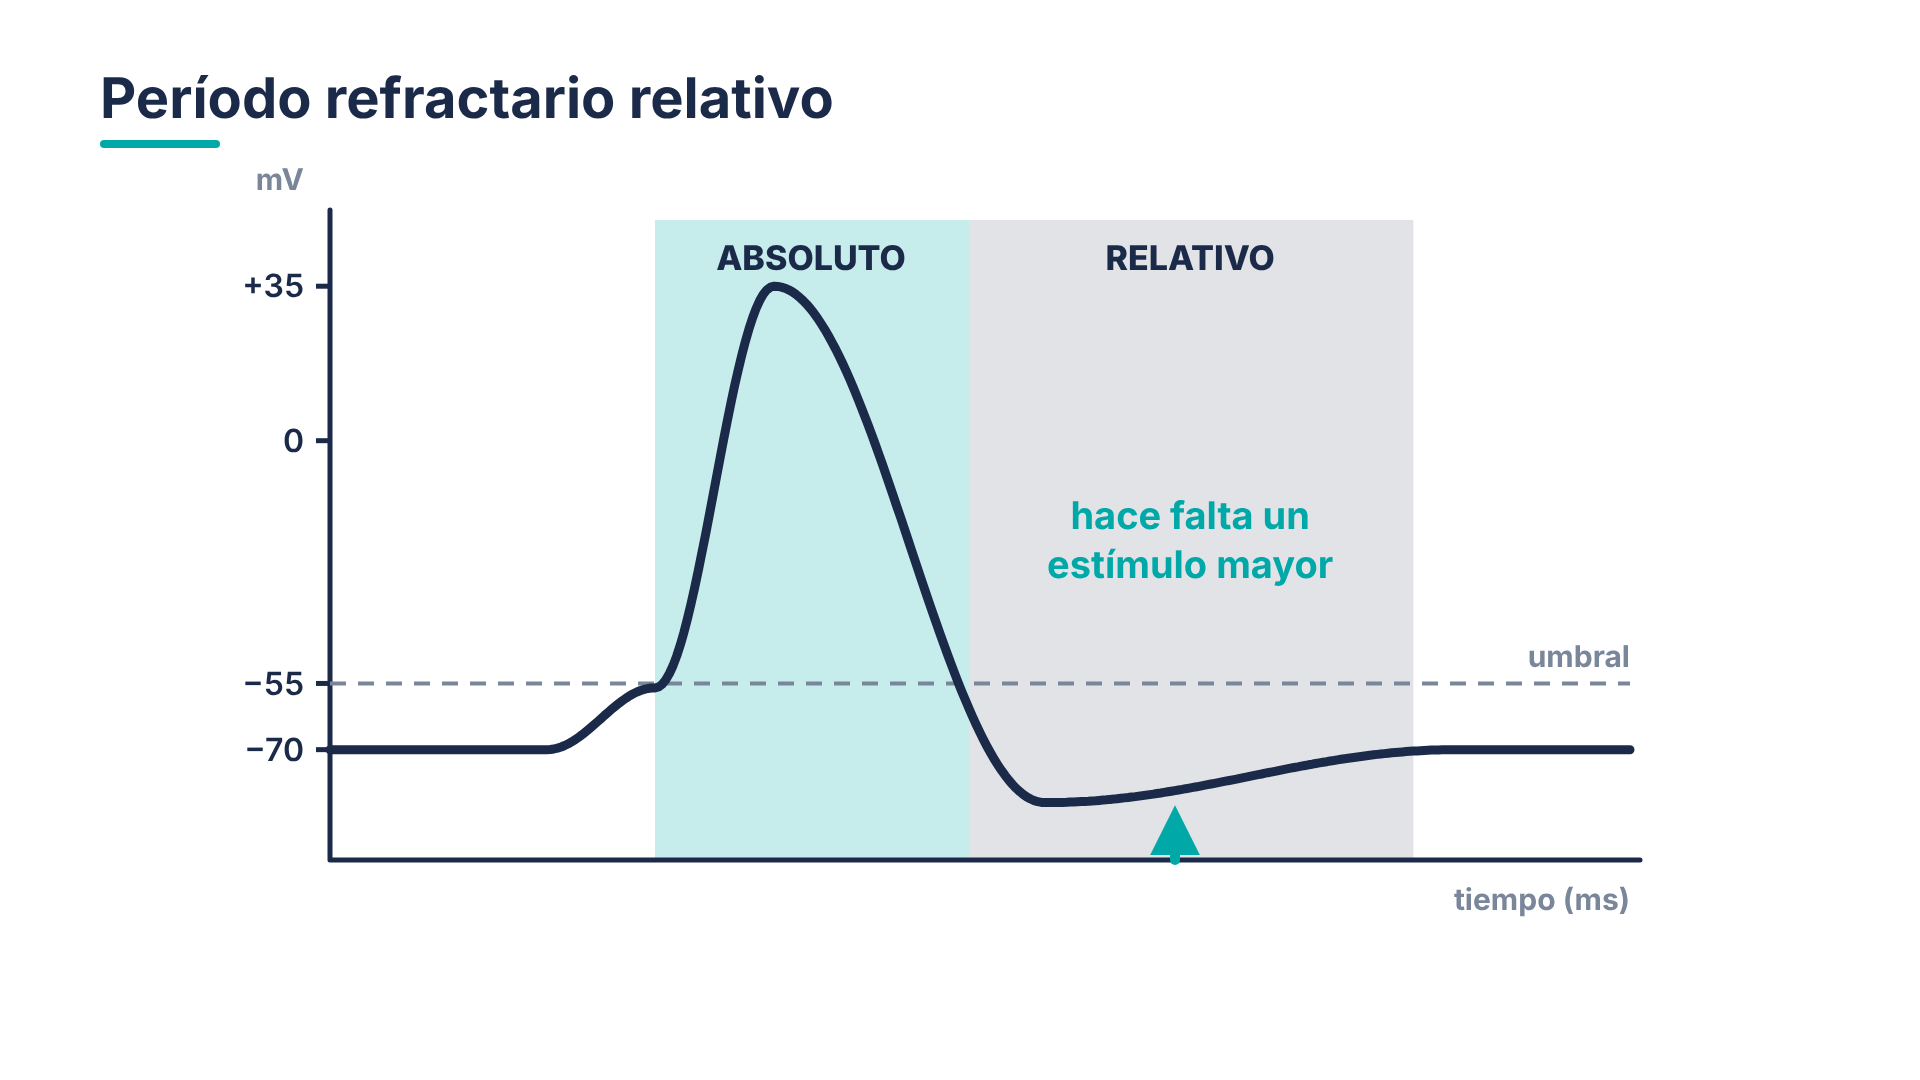 Período refractario relativo
mV
ABSOLUTO
RELATIVO
+35
0
hace falta un
estímulo mayor
umbral
−55
−70
tiempo (ms)